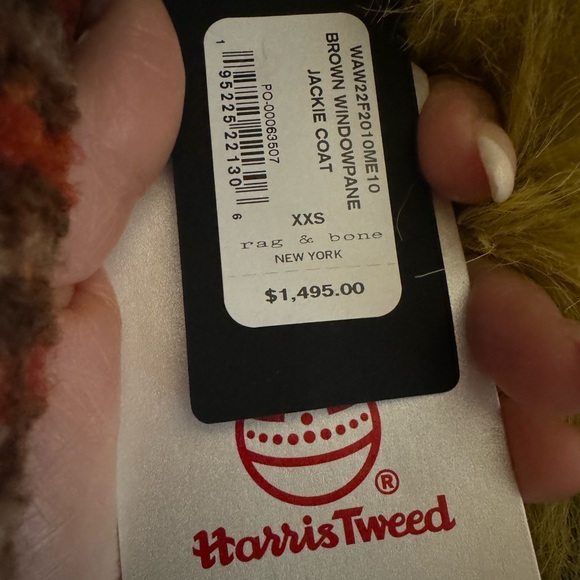 WAW22F2010ME10
BROWN WINDOWPANE
JACKIE COAT
PO-00063507
1 95225 22130 6
XXS
rag & bone
NEW YORK
$1,495.00
®
Harris Tweed